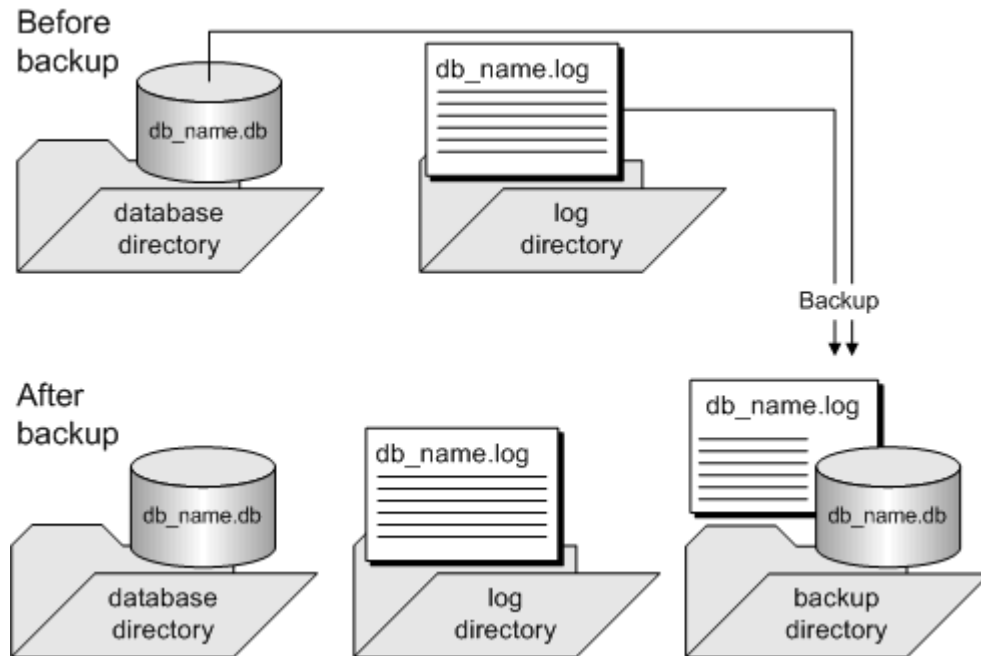 Before
backup
db_name.db
database
directory
db_name.log
log
directory
Backup
After
backup
db_name.db
database
directory
db_name.log
log
directory
db_name.log
db_name.db
backup
directory